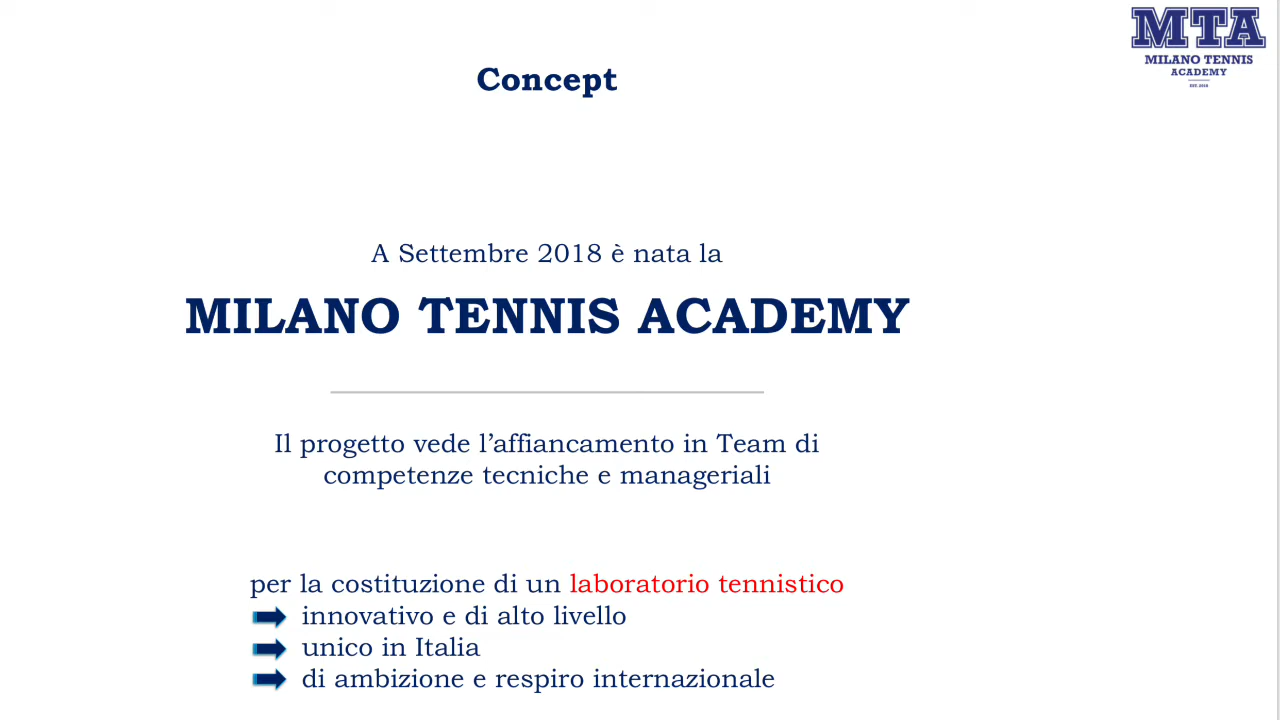 MTA
MILANO TENNIS
ACADEMY
EST. 2018
Concept
A Settembre 2018 è nata la
MILANO TENNIS ACADEMY
Il progetto vede l’affiancamento in Team di
competenze tecniche e manageriali
per la costituzione di un laboratorio tennistico
innovativo e di alto livello
unico in Italia
di ambizione e respiro internazionale